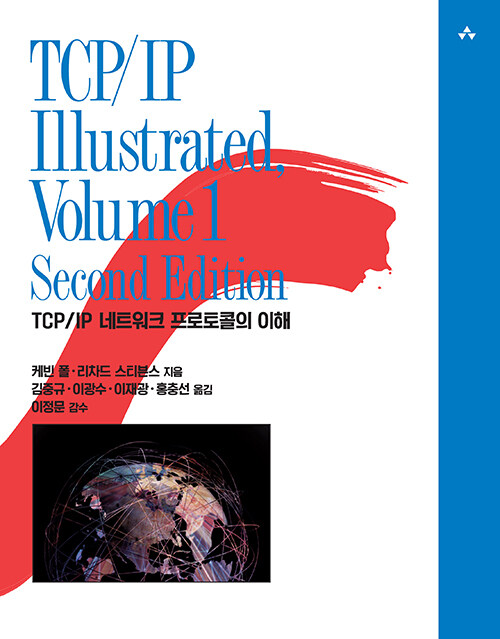 TCP/IP
Illustrated,
Volume 1
Second Edition
TCP/IP 네트워크 프로토콜의 이해
케빈 폴·리차드 스티븐스 지음
김중규·이광수·이재광·홍충선 옮김
이정문 감수